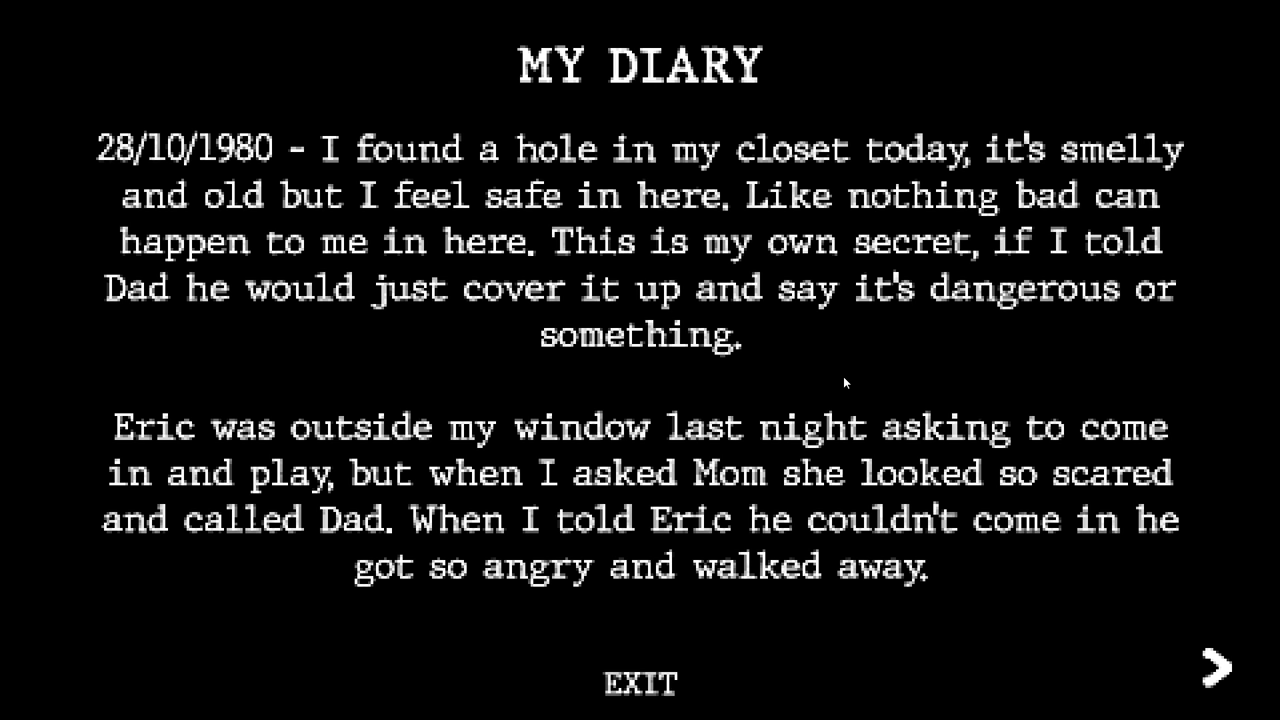 MY DIARY
28/10/1980 - I found a hole in my closet today, it's smelly
and old but I feel safe in here. Like nothing bad can
happen to me in here. This is my own secret, if I told
Dad he would just cover it up and say it's dangerous or
something.
Eric was outside my window last night asking to come
in and play, but when I asked Mom she looked so scared
and called Dad. When I told Eric he couldn't come in he
got so angry and walked away.
EXIT